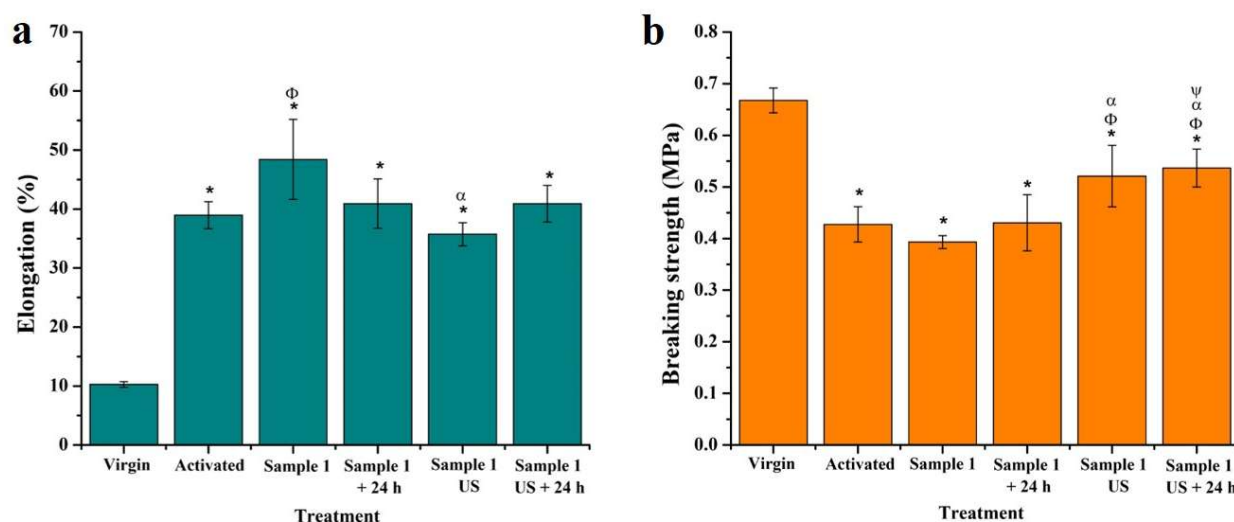 a
Elongation (%)
70
60
50
40
30
20
10
0
*
Φ
*
*
α
*
*
Virgin
Activated
Sample 1
Sample 1
+ 24 h
Sample 1
US
Sample 1
US + 24 h
Treatment
b
Breaking strength (MPa)
0.8
0.7
0.6
0.5
0.4
0.3
0.2
0.1
0.0
*
*
*
α
Φ
*
ψ
α
Φ
*
Virgin
Activated
Sample 1
Sample 1
+ 24 h
Sample 1
US
Sample 1
US + 24 h
Treatment